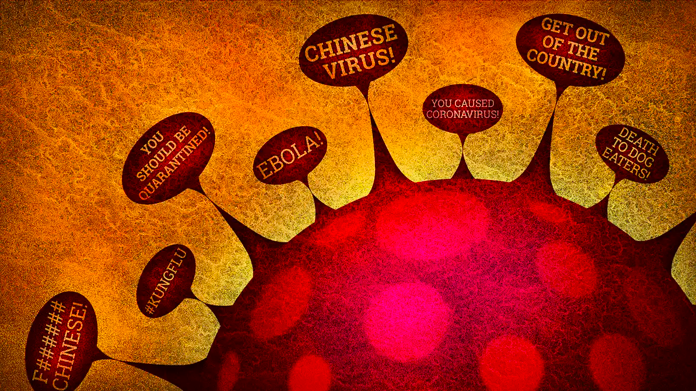 F######
CHINESE!
#KUNGFLU
YOU
SHOULD BE
QUARANTINED!
EBOLA!
CHINESE
VIRUS!
YOU CAUSED
CORONAVIRUS!
GET OUT
OF THE
COUNTRY!
DEATH
TO DOG
EATERS!